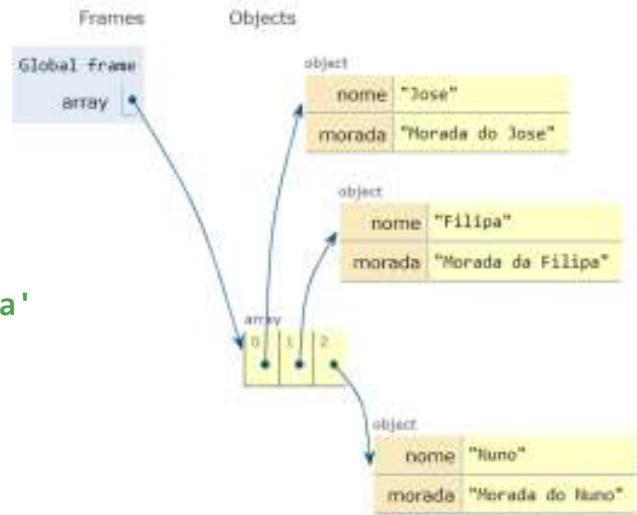 Frames Objects
Global frame
array
object
nome "Jose"
morada "Morada do Jose"
object
nome "Filipa"
morada "Morada da Filipa"
a'
array
0 1 2
object
nome "Nuno"
morada "Morada do Nuno"